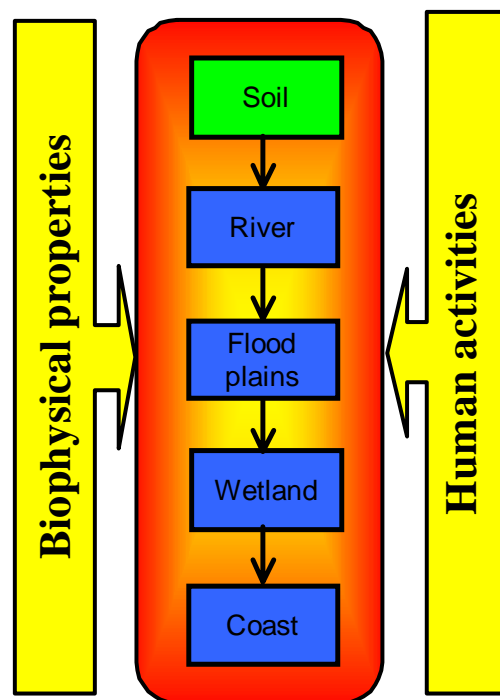 Biophysical properties
Soil
River
Flood
plains
Wetland
Coast
Human activities